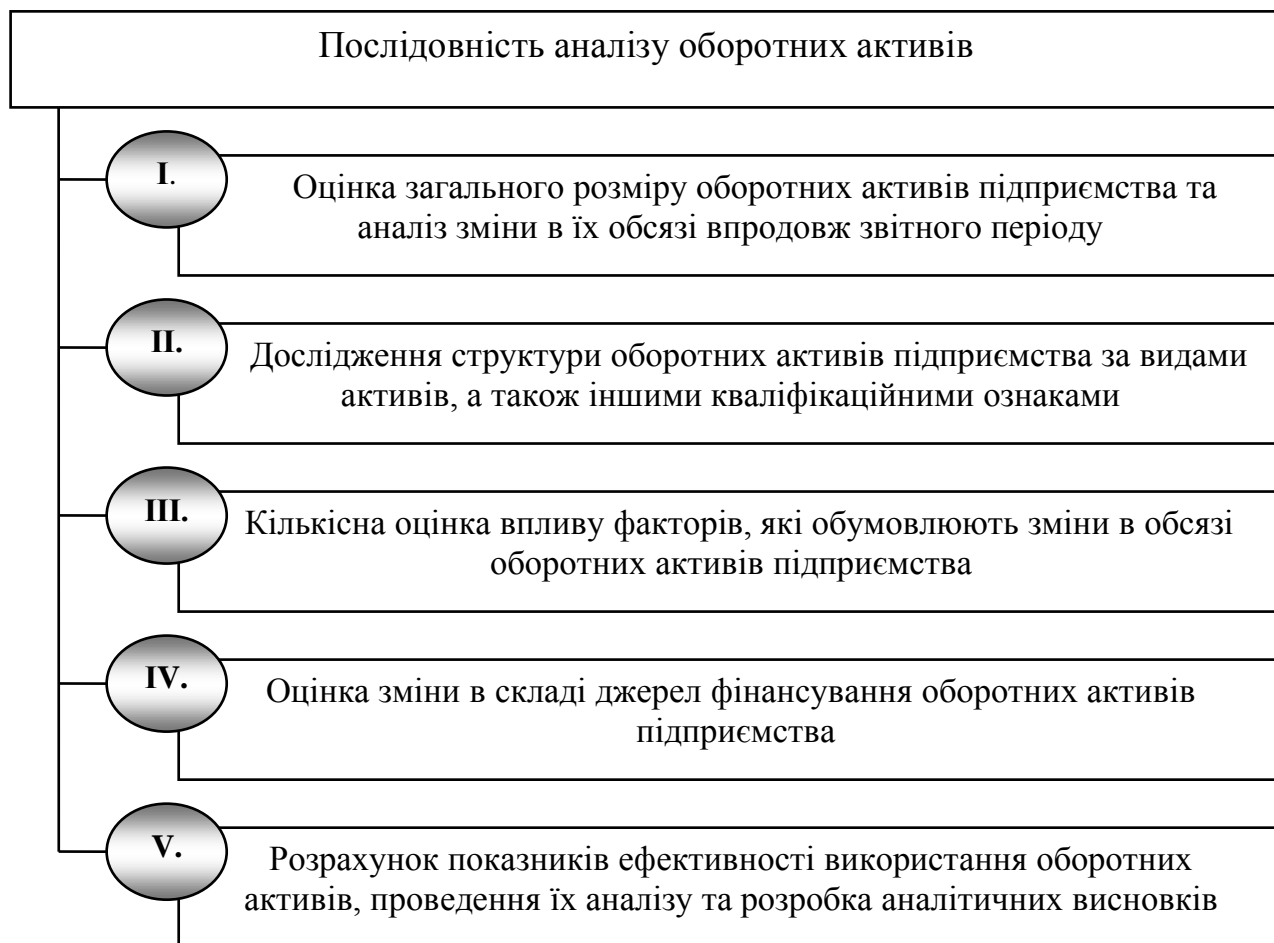 Послідовність аналізу оборотних активів
I.
Оцінка загального розміру оборотних активів підприємства та
аналіз зміни в їх обсязі впродовж звітного періоду
II.
Дослідження структури оборотних активів підприємства за видами
активів, а також іншими кваліфікаційними ознаками
III.
Кількісна оцінка впливу факторів, які обумовлюють зміни в обсязі
оборотних активів підприємства
IV.
Оцінка зміни в складі джерел фінансування оборотних активів
підприємства
V.
Розрахунок показників ефективності використання оборотних
активів, проведення їх аналізу та розробка аналітичних висновків